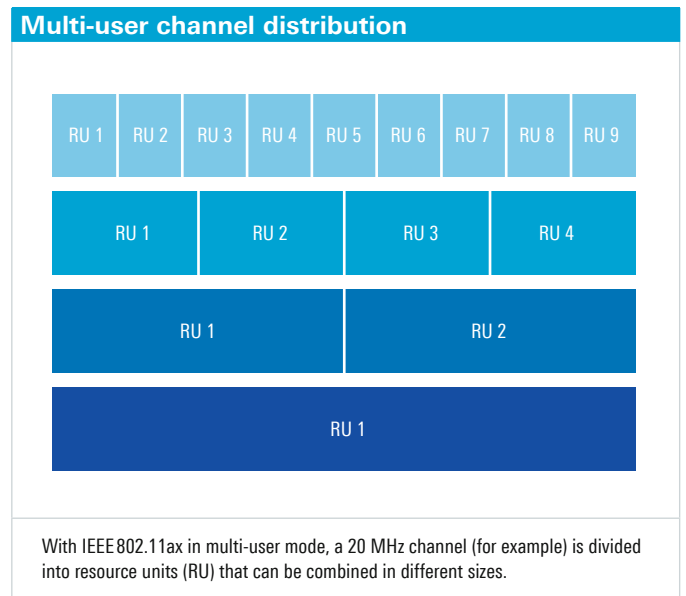 Multi-user channel distribution
RU 1 RU 2 RU 3 RU 4 RU 5 RU 6 RU 7 RU 8 RU 9
RU 1 RU 2 RU 3 RU 4
RU 1 RU 2
RU 1
With IEEE 802.11ax in multi-user mode, a 20 MHz channel (for example) is divided
into resource units (RU) that can be combined in different sizes.